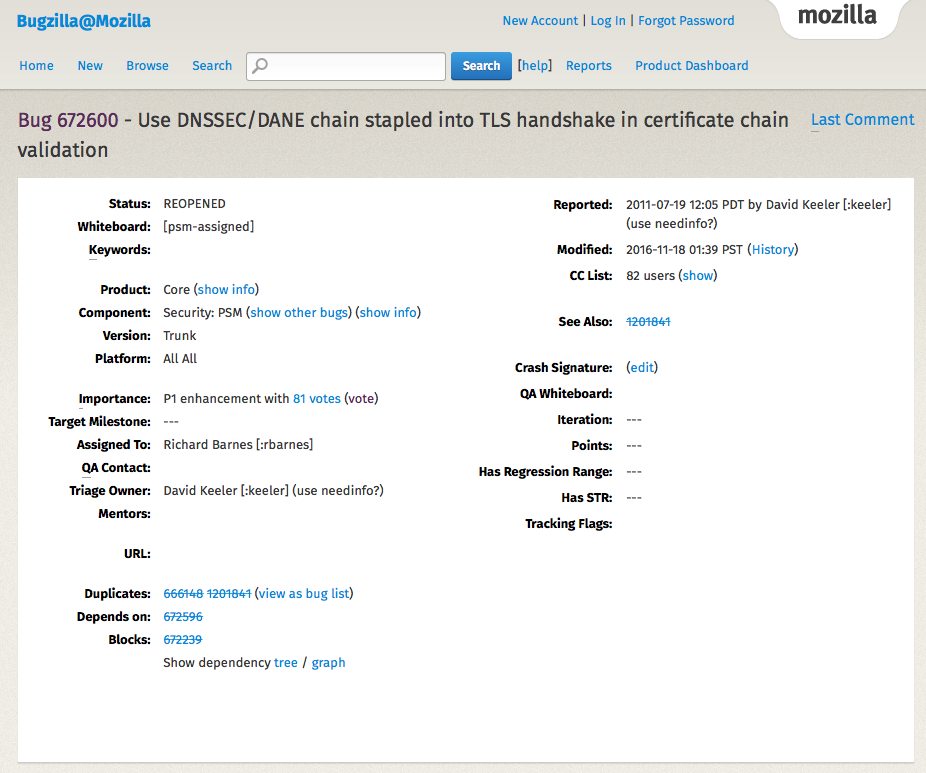 Bugzilla@Mozilla
New Account | Log In | Forgot Password
mozilla
Home New Browse Search Search [help] Reports Product Dashboard
Bug 672600 - Use DNSSEC/DANE chain stapled into TLS handshake in certificate chain validation
Last Comment
Status: REOPENED
Whiteboard: [psm-assigned]
Keywords:
Product: Core (show info)
Component: Security: PSM (show other bugs) (show info)
Version: Trunk
Platform: All All
Importance: P1 enhancement with 81 votes (vote)
Target Milestone: ---
Assigned To: Richard Barnes [:rbarnes]
QA Contact:
Triage Owner: David Keeler [:keeler] (use needinfo?)
Mentors:
URL:
Duplicates: 666148 1201841 (view as bug list)
Depends on: 672596
Blocks: 672239
Show dependency tree / graph
Reported: 2011-07-19 12:05 PDT by David Keeler [:keeler]
(use needinfo?)
Modified: 2016-11-18 01:39 PST (History)
CC List: 82 users (show)
See Also: 1201841
Crash Signature: (edit)
QA Whiteboard:
Iteration: ---
Points: ---
Has Regression Range: ---
Has STR: ---
Tracking Flags: